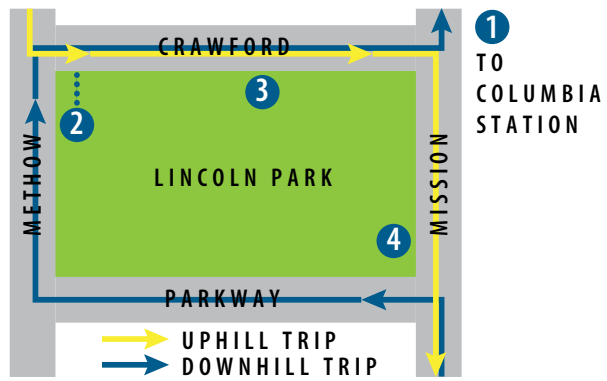 1
TO
COLUMBIA
STATION
CRAWFORD
3
2
METHOW
LINCOLN PARK
MISSION
4
PARKWAY
UPHILL TRIP
DOWNHILL TRIP